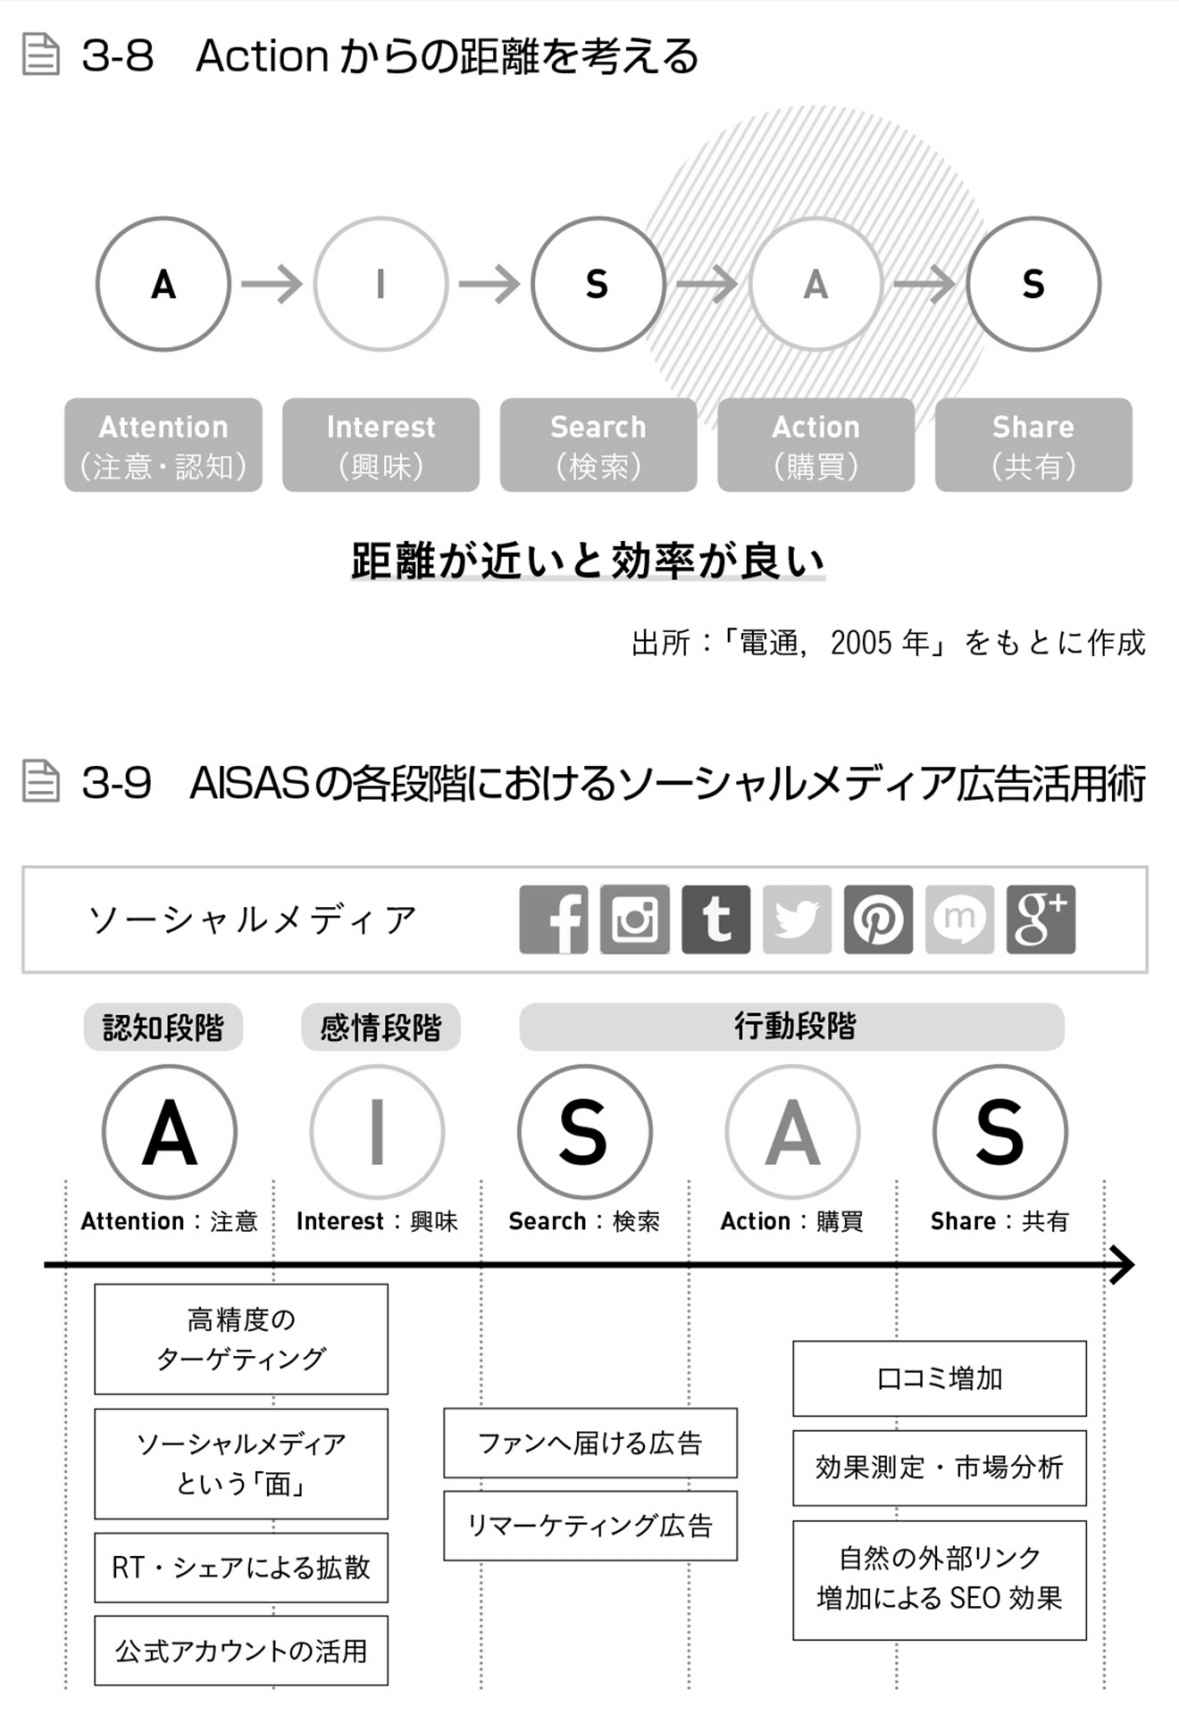 3-8 Actionからの距離を考える
A
I
S
A
S
Attention
(注意・認知)
Interest
(興味)
Search
(検索)
Action
(購買)
Share
(共有)
距離が近いと効率が良い
出所:「電通, 2005年」をもとに作成
3-9 AISASの各段階におけるソーシャルメディア広告活用術
ソーシャルメディア
f
t
m
g+
認知段階
感情段階
行動段階
A
I
S
A
S
Attention:注意
Interest:興味
Search:検索
Action:購買
Share:共有
高精度の
ターゲティング
ソーシャルメディア
という「面」
RT・シェアによる拡散
公式アカウントの活用
ファンへ届ける広告
リマーケティング広告
口コミ増加
効果測定・市場分析
自然の外部リンク
増加によるSEO効果